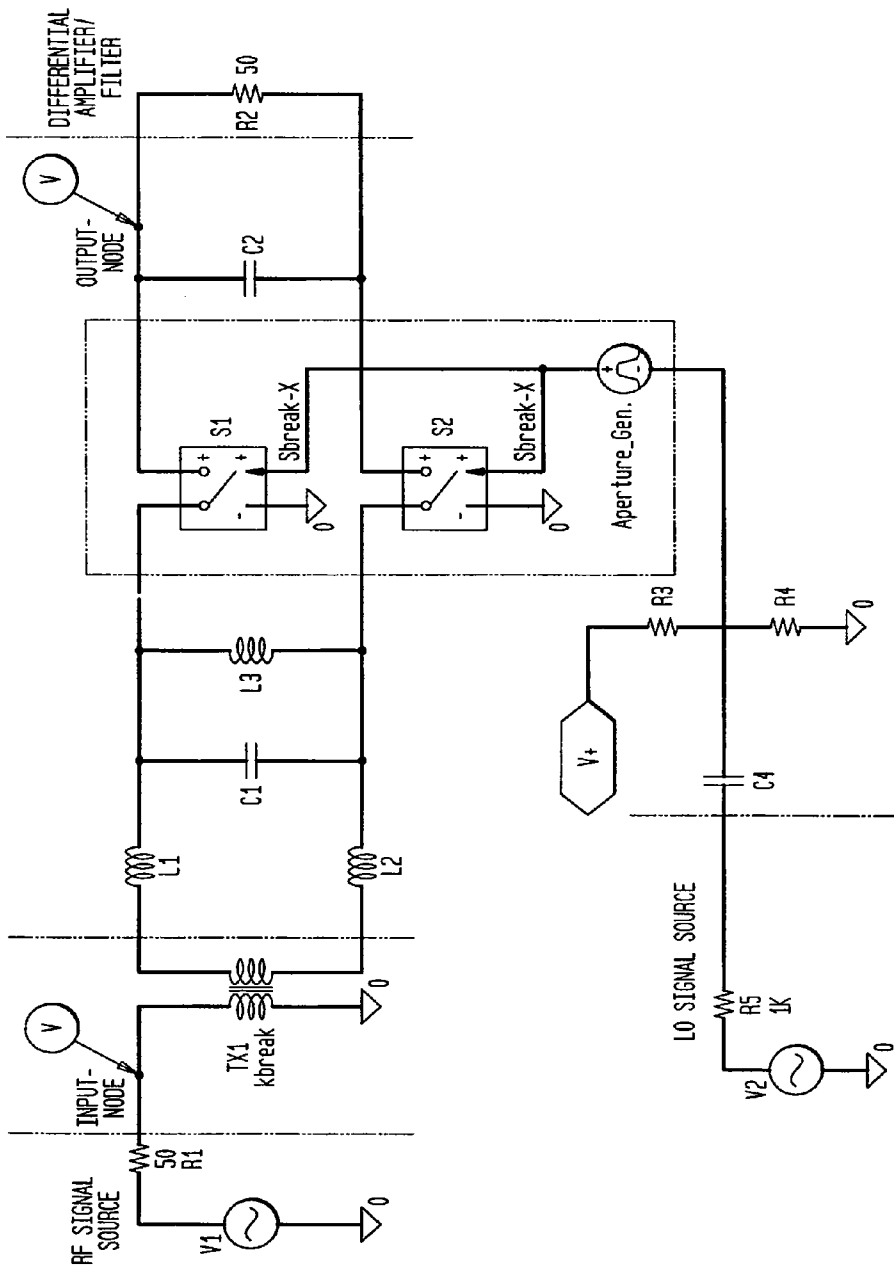 RF SIGNAL
SOURCE
V1
0
50
R1
INPUT-
NODE
V
TX1
kbreak
0
L1
L2
C1
L3
S1
+
+
-
0
Sbreak-X
S2
+
+
-
0
Sbreak-X
Aperture_Gen.
+
-
OUTPUT-
NODE
V
C2
DIFFERENTIAL
AMPLIFIER/
FILTER
R2
50
LO SIGNAL SOURCE
V2
0
R5
1K
C4
V+
R3
R4
0